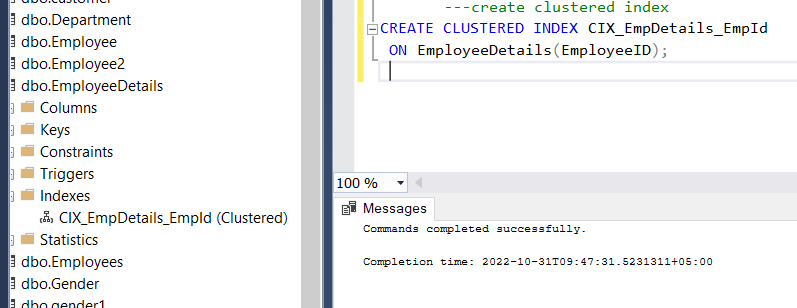 dbo.customer
dbo.Department
dbo.Employee
dbo.Employee2
dbo.EmployeeDetails
Columns
Keys
Constraints
Triggers
Indexes
CIX_EmpDetails_EmpId (Clustered)
Statistics
dbo.Employees
dbo.Gender
dbo.gender1
---create clustered index
CREATE CLUSTERED INDEX CIX_EmpDetails_EmpId
ON EmployeeDetails(EmployeeID);
100 %
Messages
Commands completed successfully.
Completion time: 2022-10-31T09:47:31.5231311+05:00